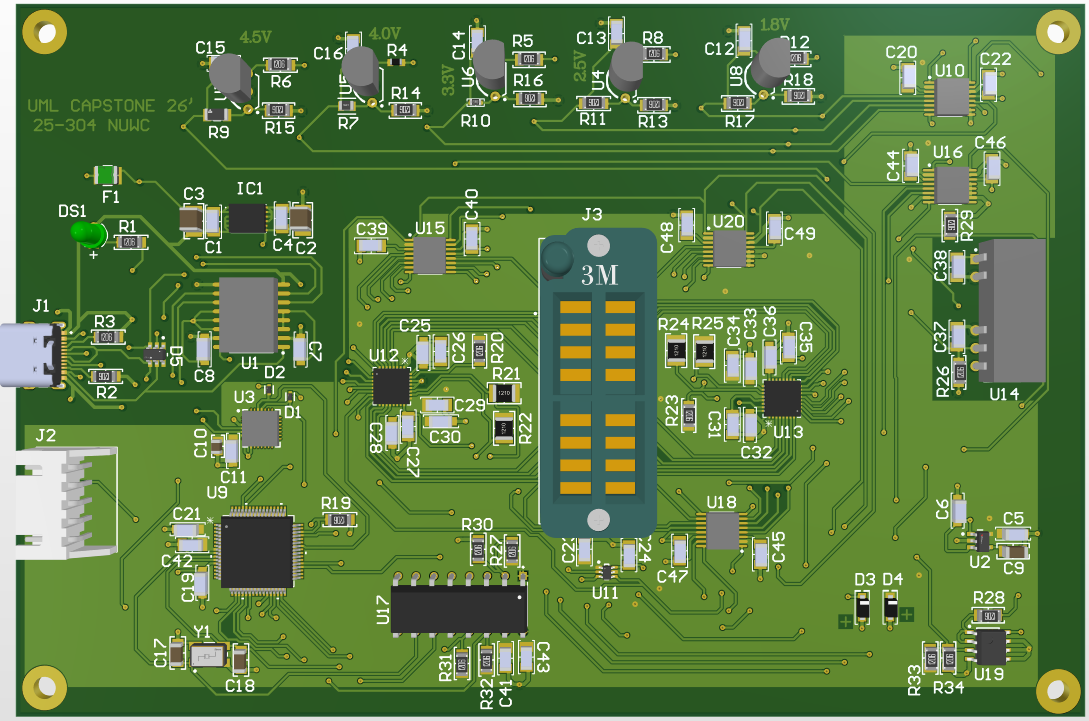 4.5V
4.0V
3.3V
2.5V
1.8V
C15
R6
R9
R15
C16
R4
R7
R14
C14
R5
U6
R16
R10
C13
R8
U4
R11
R13
C12
R12
U8
R18
R17
C20
U10
C22
UML CAPSTONE 26'
25-304 NUWC
C44
U16
C46
R29
F1
DS1
R1
+
C3
IC1
C1
C4
C2
C39
U15
C40
J3
3M
C48
U20
C49
C38
C37
R26
U14
J1
R3
R2
D5
C8
U1
C7
D2
D1
U3
C10
C11
U9
C25
U12
C26
R20
R21
C29
C30
R22
C28
C27
R24
R25
C34
C33
C36
C35
R23
C31
C32
U13
J2
C21
C42
C19
R19
R30
R27
U17
C24
U11
U18
C47
C45
C6
C5
U2
C9
D3
D4
+
+
R28
U19
R33
R34
C17
Y1
C18
R31
R32
C41
C43